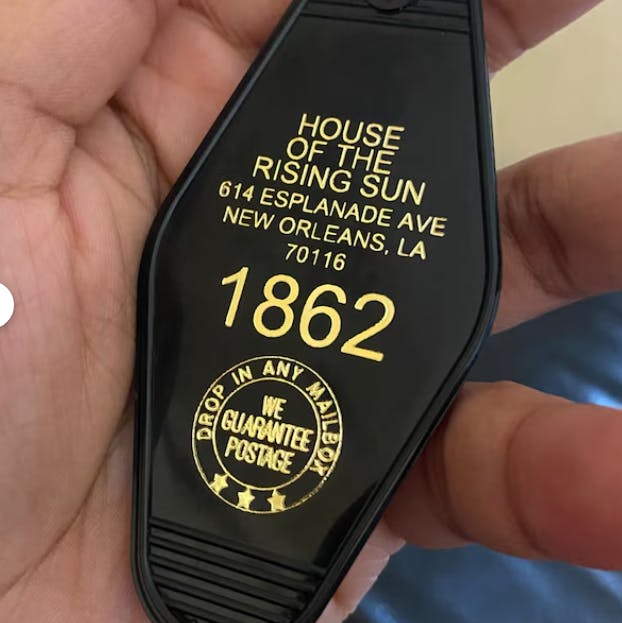 HOUSE
OF THE
RISING SUN
614 ESPLANADE AVE
NEW ORLEANS, LA
70116
1862
DROP IN ANY MAILBOX
WE
GUARANTEE
POSTAGE